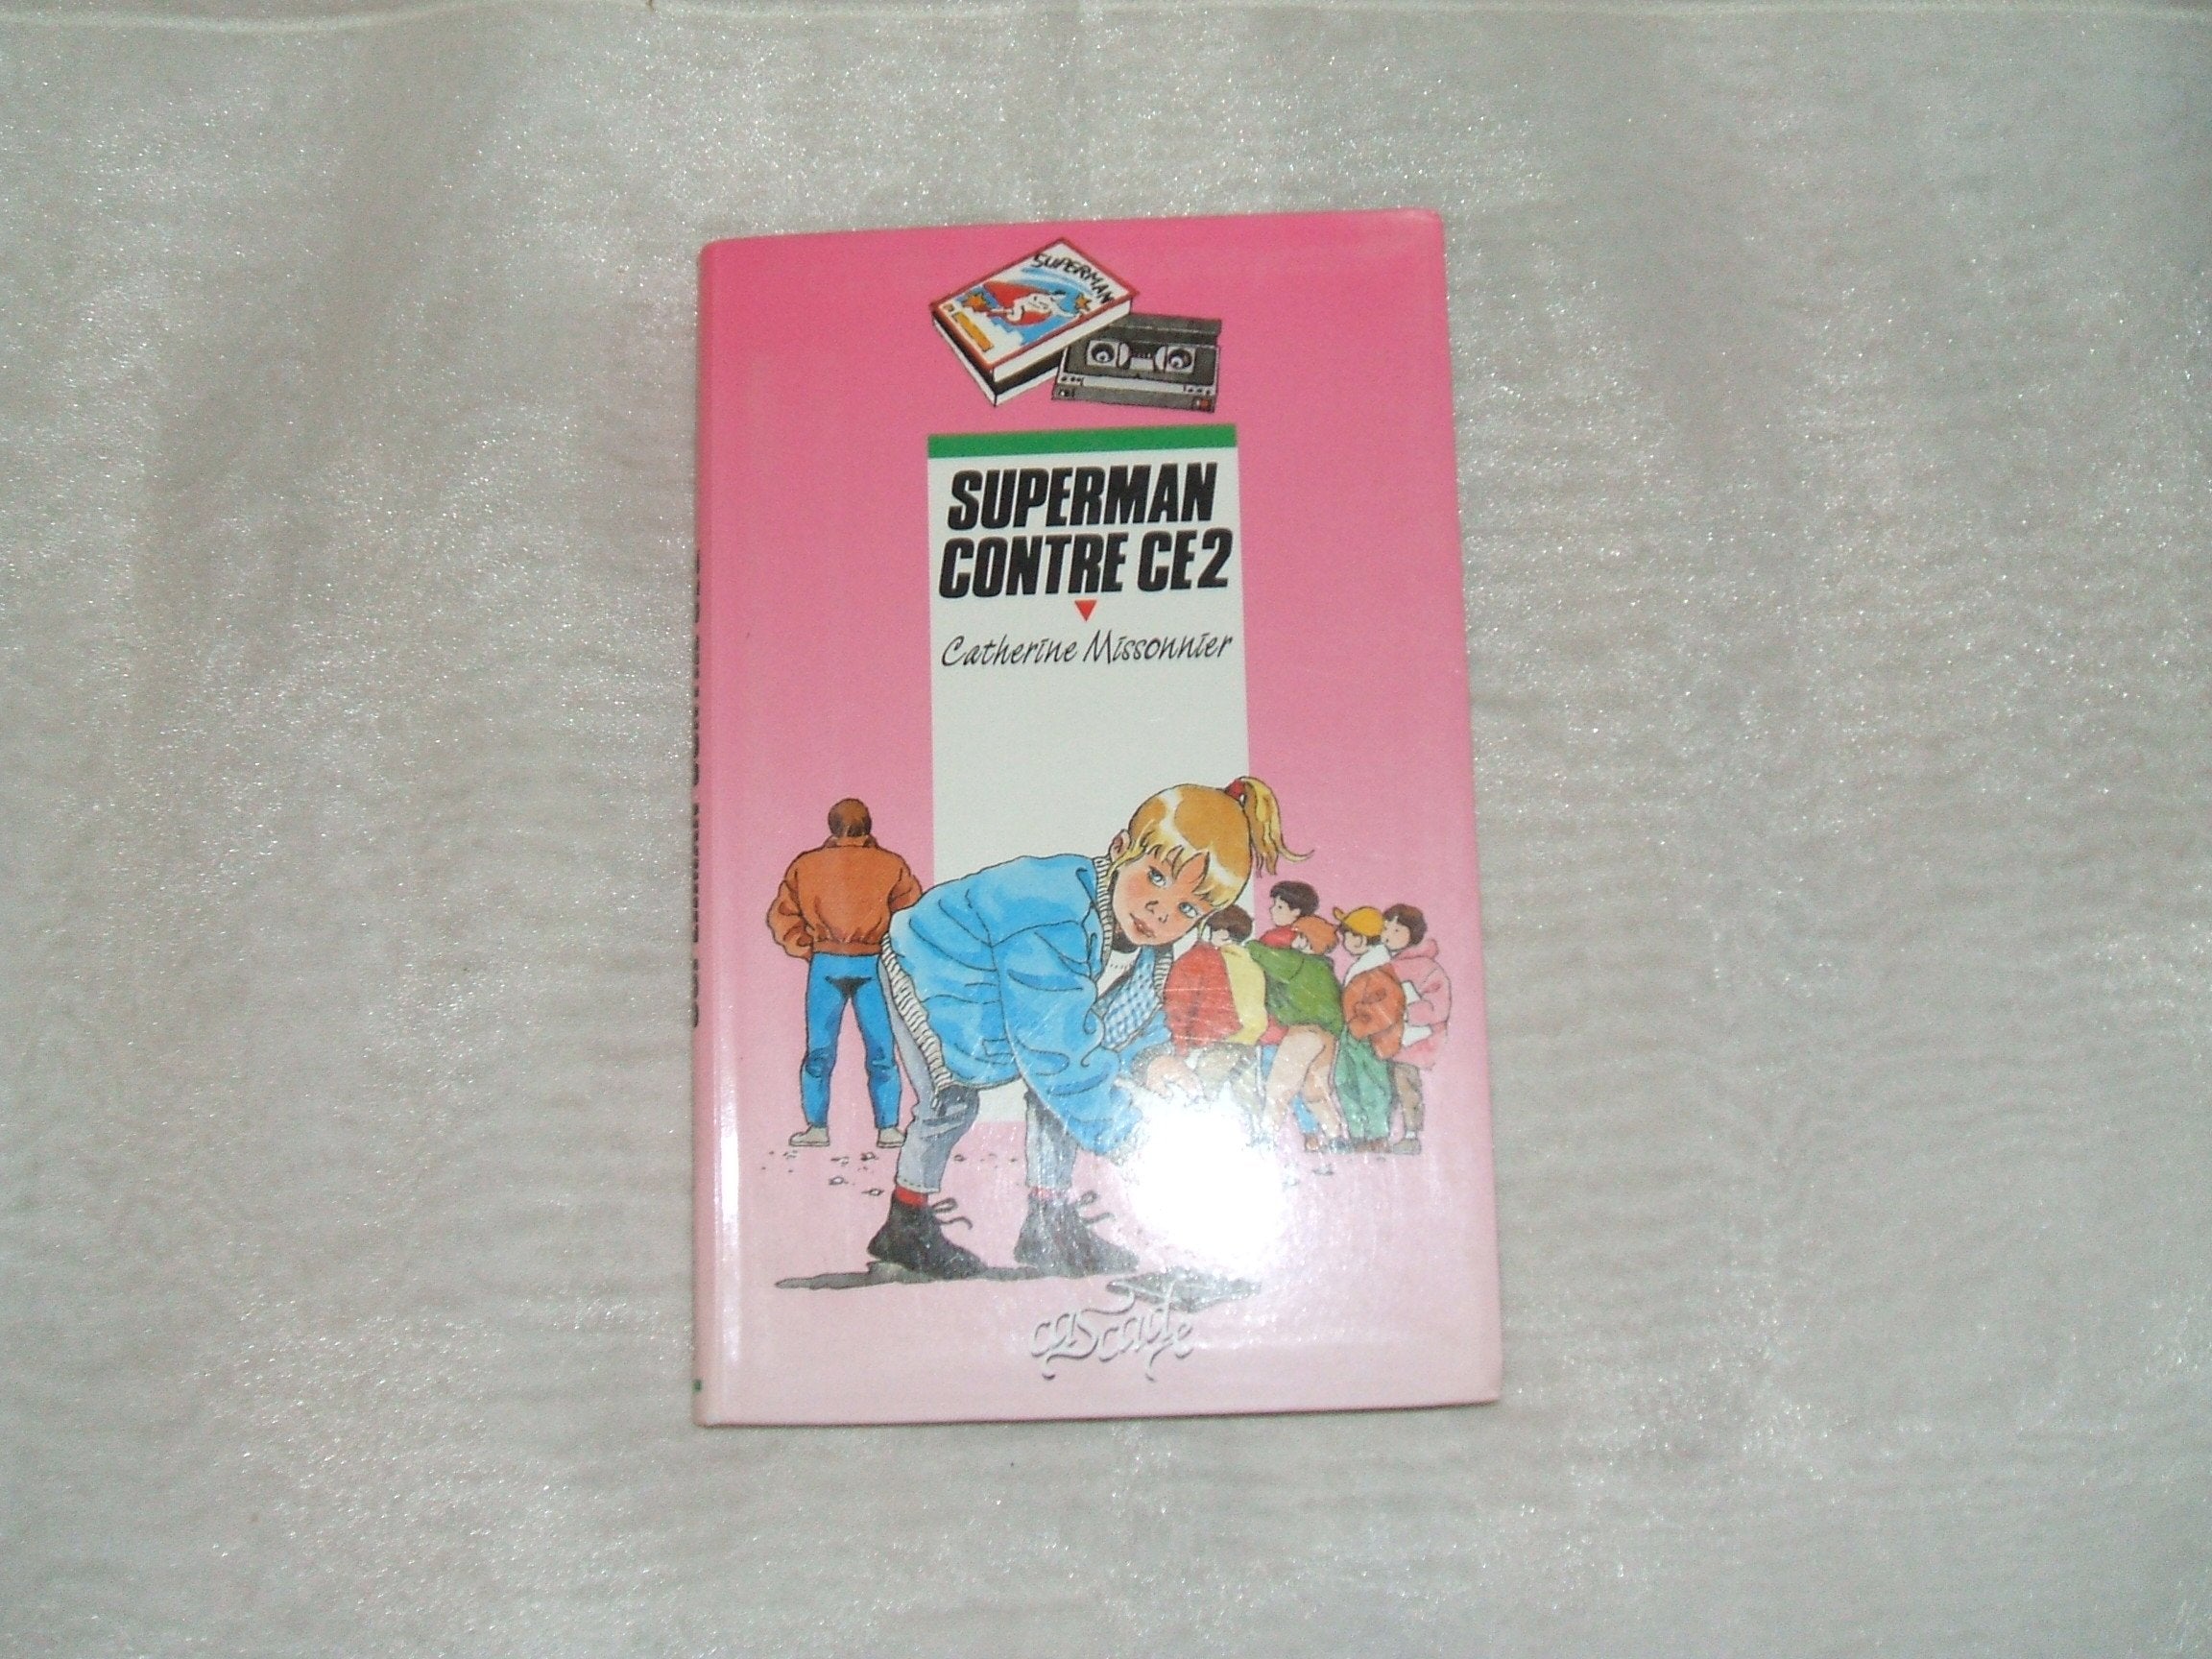 SUPERMAN
SUPERMAN
CONTRE CE2
Catherine Missonnier
cascade